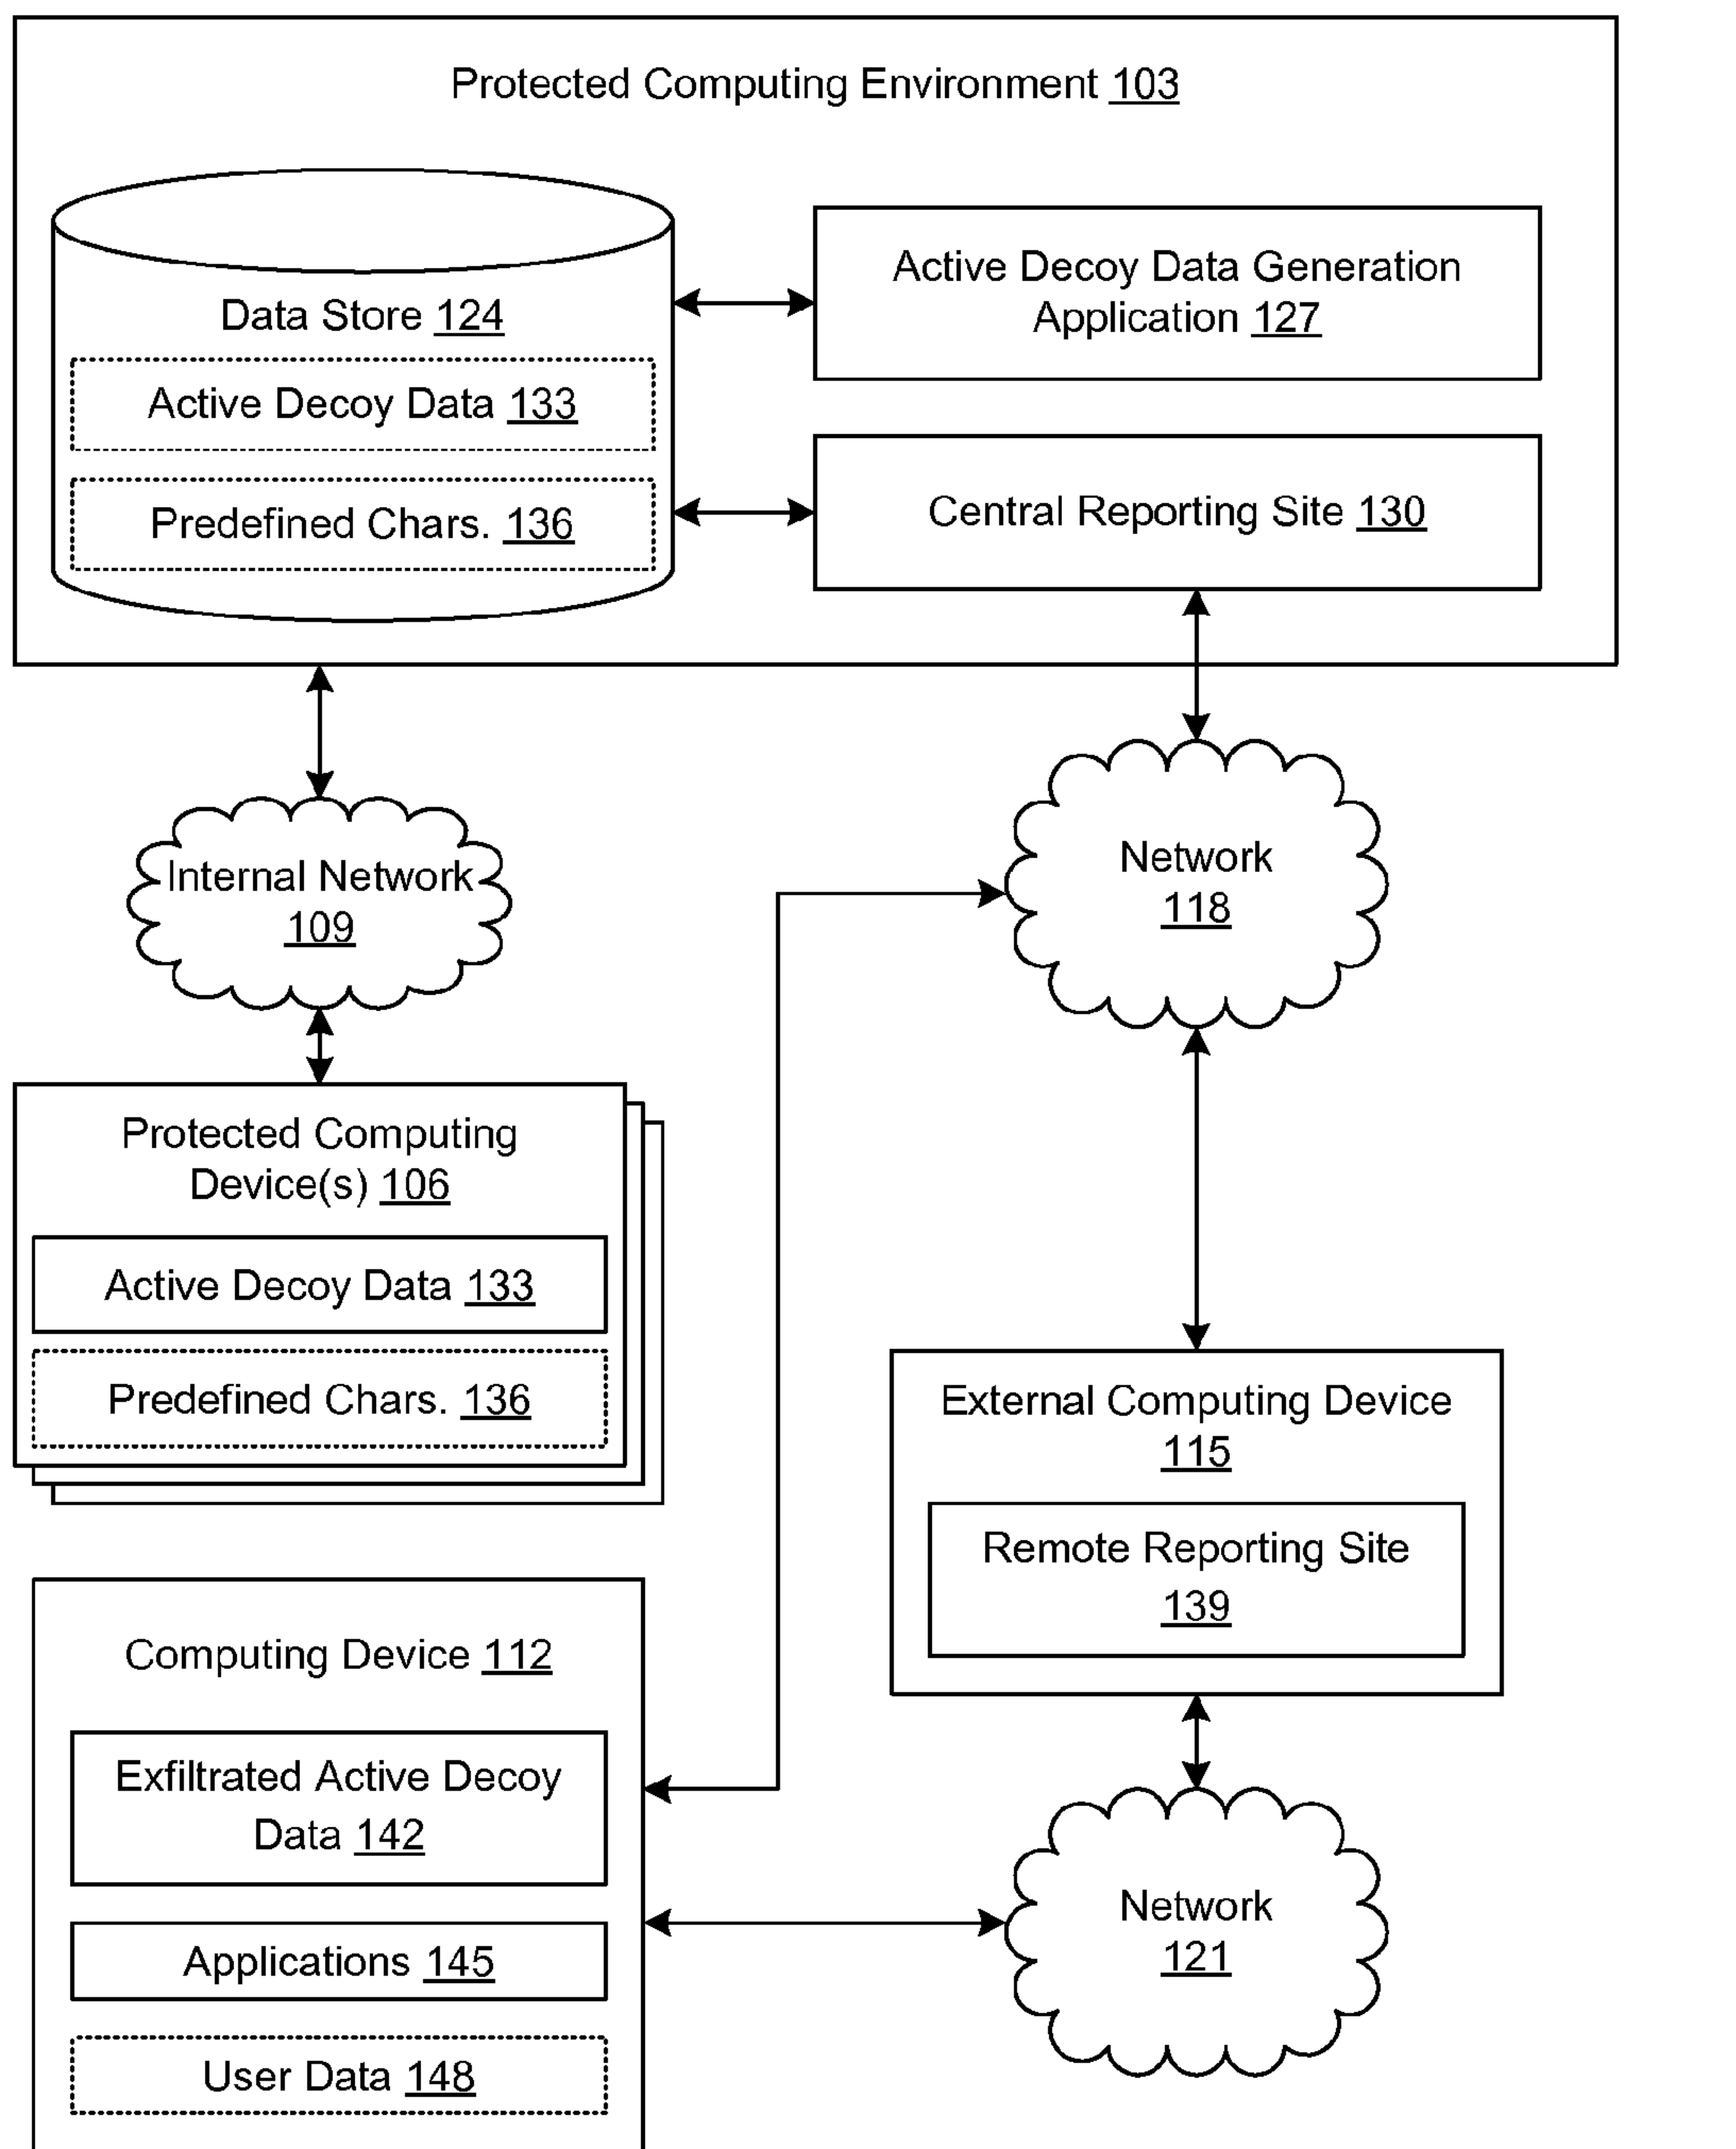 Protected Computing Environment 103
Data Store 124
Active Decoy Data 133
Predefined Chars. 136
Active Decoy Data Generation
Application 127
Central Reporting Site 130
Internal Network
109
Network
118
Protected Computing
Device(s) 106
Active Decoy Data 133
Predefined Chars. 136
External Computing Device
115
Remote Reporting Site
139
Computing Device 112
Exfiltrated Active Decoy
Data 142
Applications 145
User Data 148
Network
121